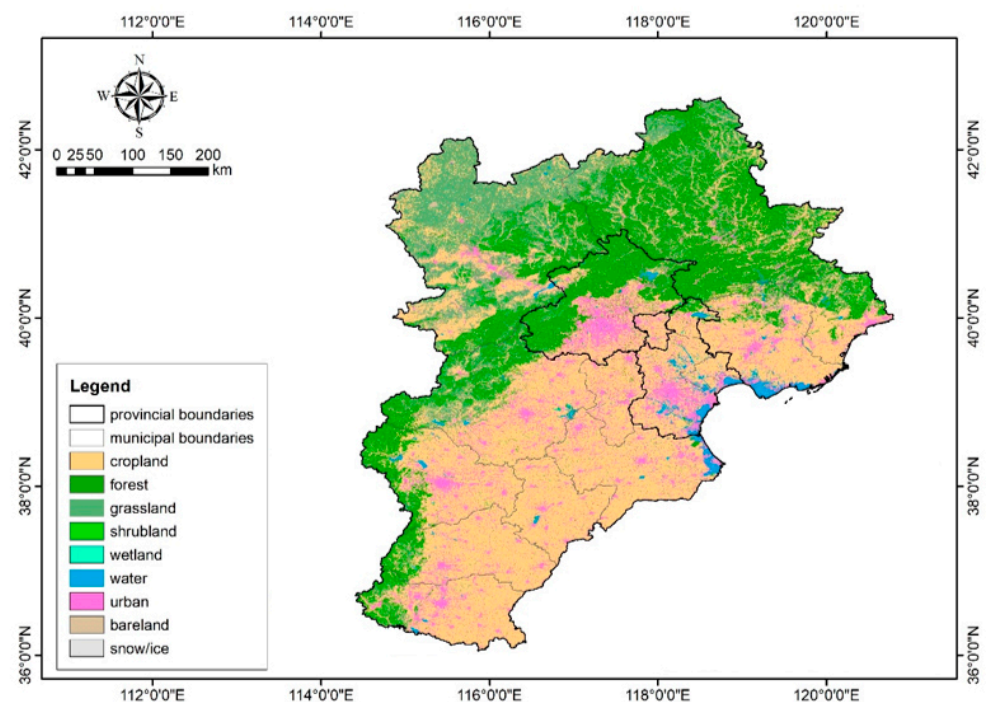 112°0'0"E 114°0'0"E 116°0'0"E 118°0'0"E 120°0'0"E
N
W E
S
0 25 50 100 150 200
km
42°0'0"N 42°0'0"N
40°0'0"N 40°0'0"N
38°0'0"N 38°0'0"N
36°0'0"N 36°0'0"N
Legend
provincial boundaries
municipal boundaries
cropland
forest
grassland
shrubland
wetland
water
urban
bareland
snow/ice
112°0'0"E 114°0'0"E 116°0'0"E 118°0'0"E 120°0'0"E